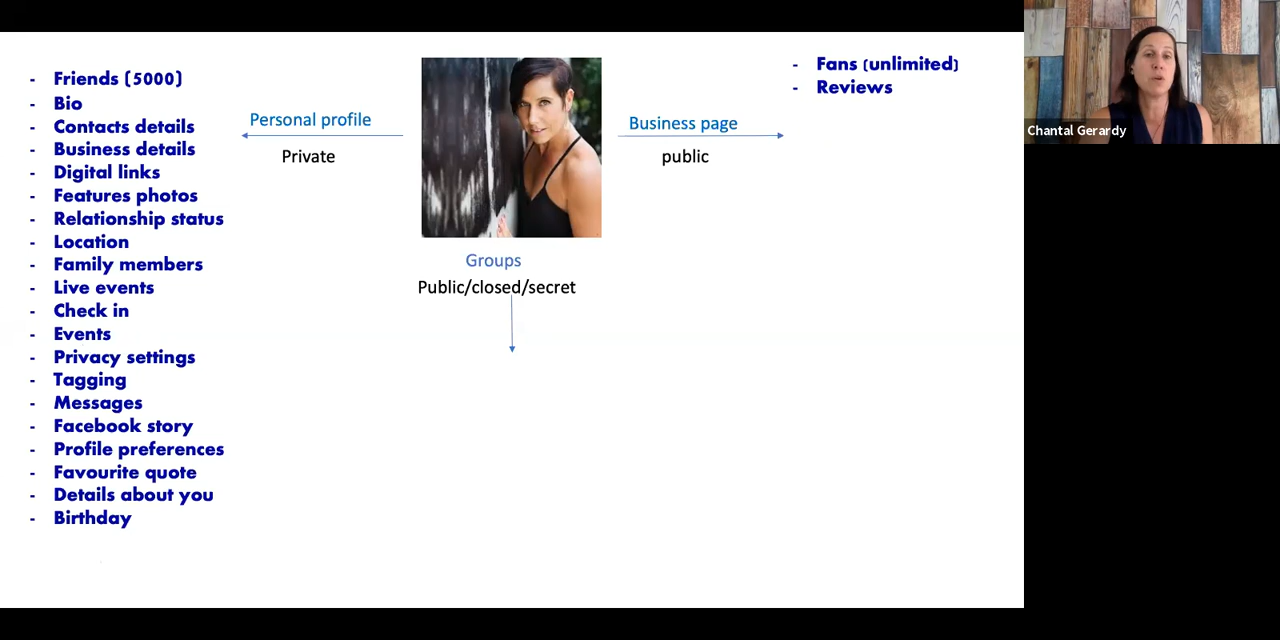 - Friends (5000)
- Bio
- Contacts details
- Business details
- Digital links
- Features photos
- Relationship status
- Location
- Family members
- Live events
- Check in
- Events
- Privacy settings
- Tagging
- Messages
- Facebook story
- Profile preferences
- Favourite quote
- Details about you
- Birthday
Personal profile
Private
Groups
Public/closed/secret
Business page
public
- Fans (unlimited)
- Reviews
Chantal Gerardy